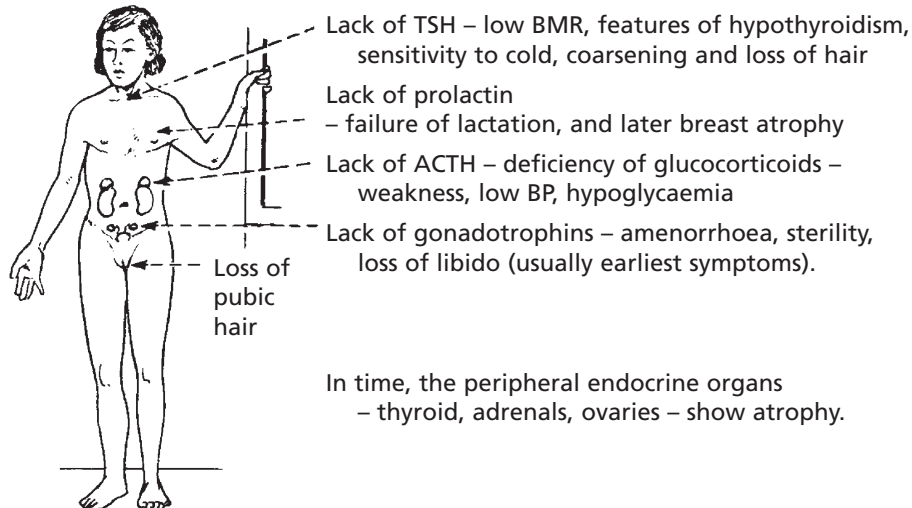 Lack of TSH – low BMR, features of hypothyroidism,
sensitivity to cold, coarsening and loss of hair
Lack of prolactin
– failure of lactation, and later breast atrophy
Lack of ACTH – deficiency of glucocorticoids –
weakness, low BP, hypoglycaemia
Lack of gonadotrophins – amenorrhoea, sterility,
loss of libido (usually earliest symptoms).
Loss of
pubic
hair
In time, the peripheral endocrine organs
– thyroid, adrenals, ovaries – show atrophy.